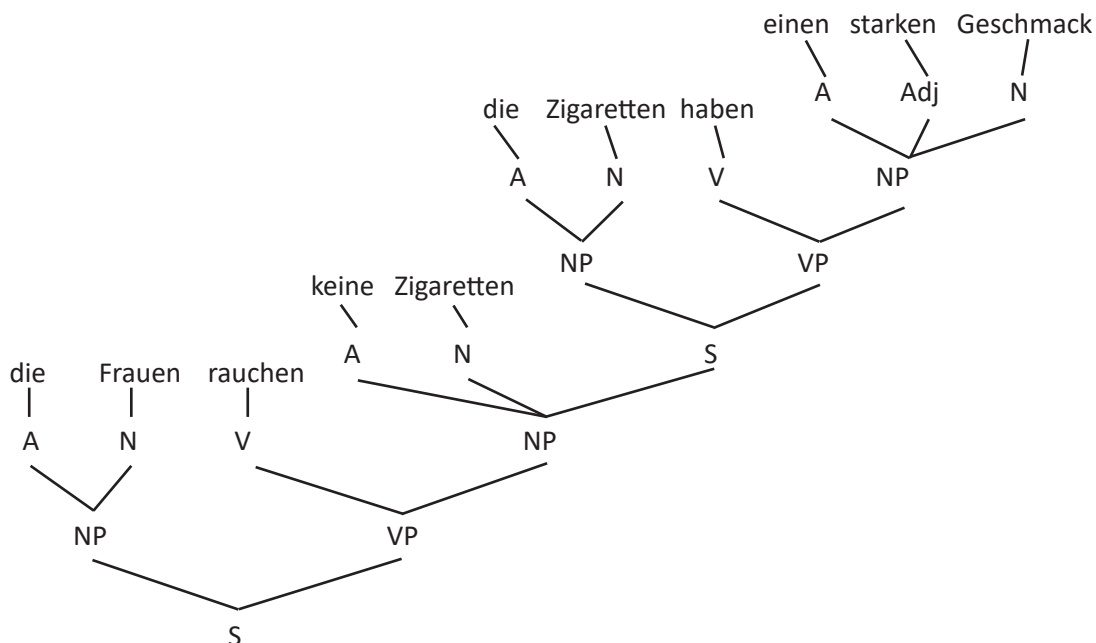 einen starken Geschmack
A Adj N
die Zigaretten haben
A N V NP
NP VP
keine Zigaretten
A N S
die Frauen rauchen
A N V NP
NP VP
S